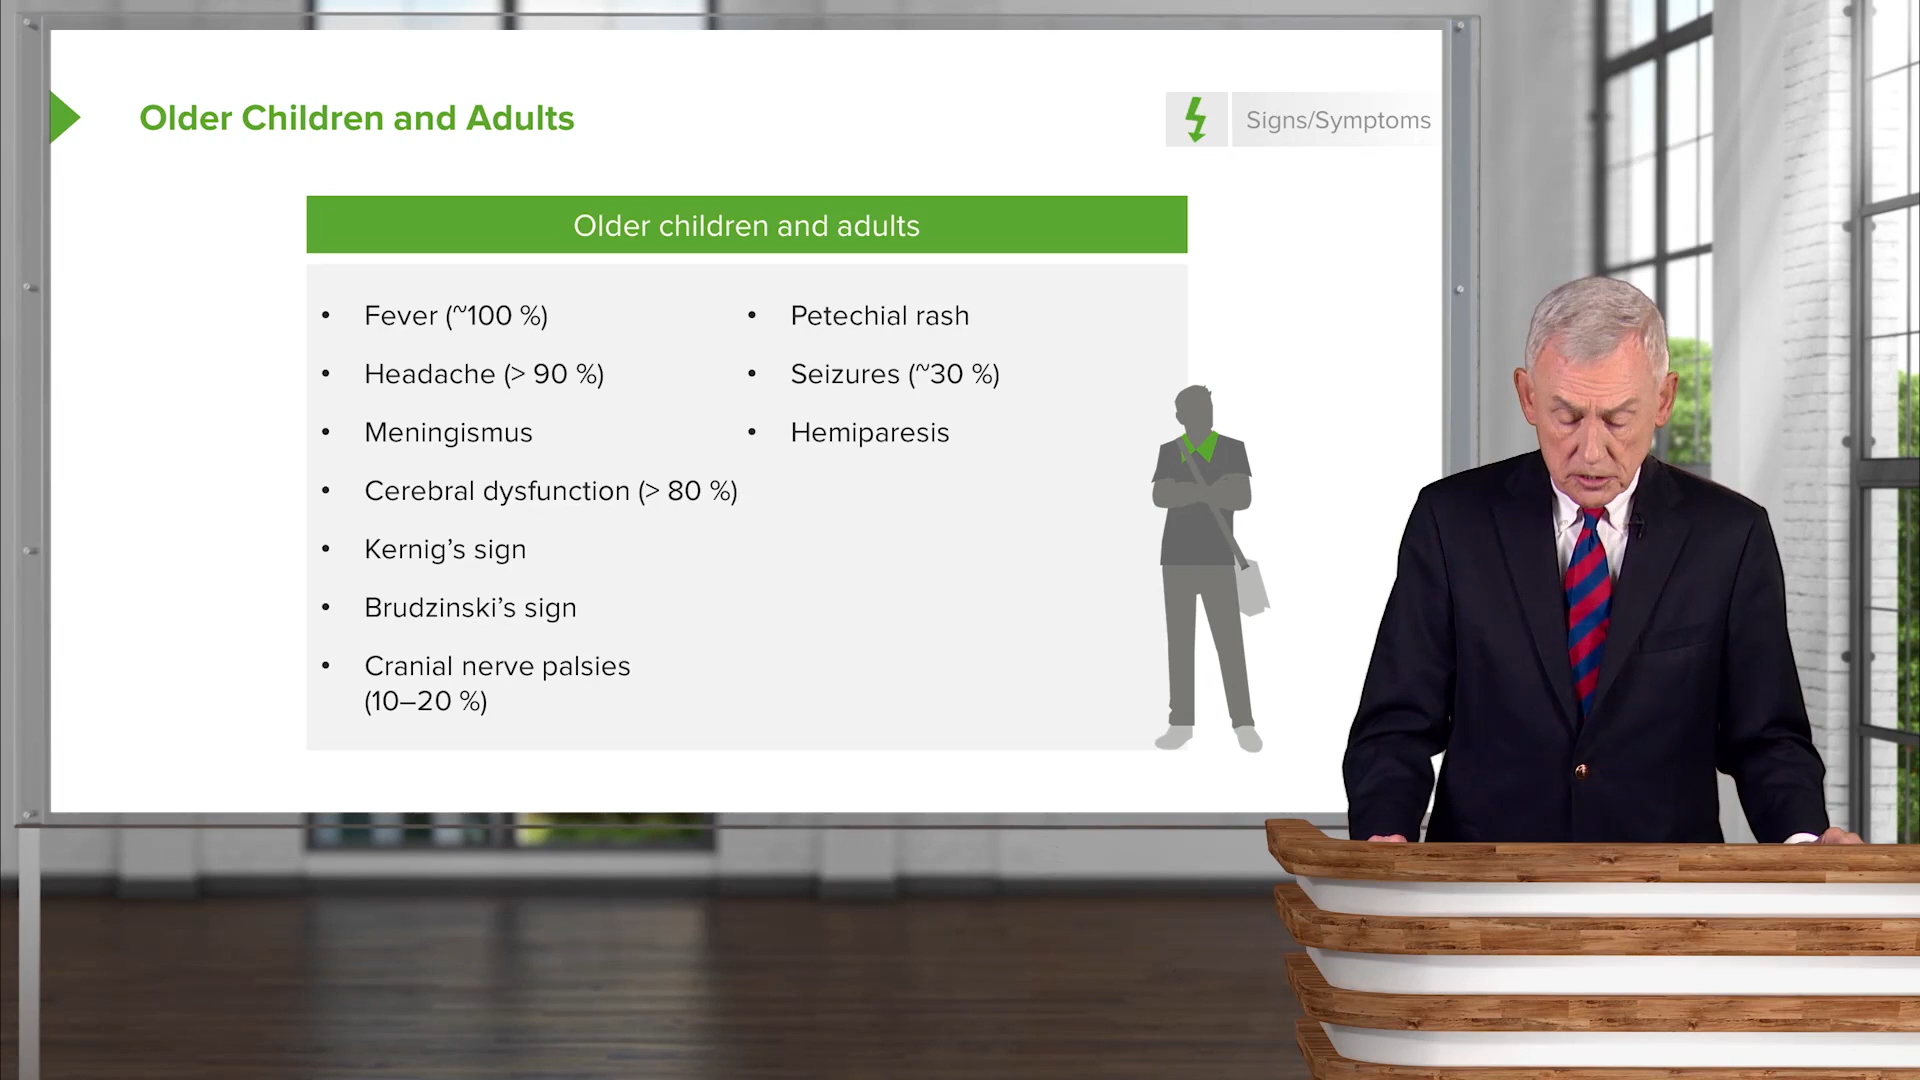 Older Children and Adults
Signs/Symptoms
Older children and adults
• Fever (~100 %)
• Headache (> 90 %)
• Meningismus
• Cerebral dysfunction (> 80 %)
• Kernig’s sign
• Brudzinski’s sign
• Cranial nerve palsies
(10–20 %)
• Petechial rash
• Seizures (~30 %)
• Hemiparesis